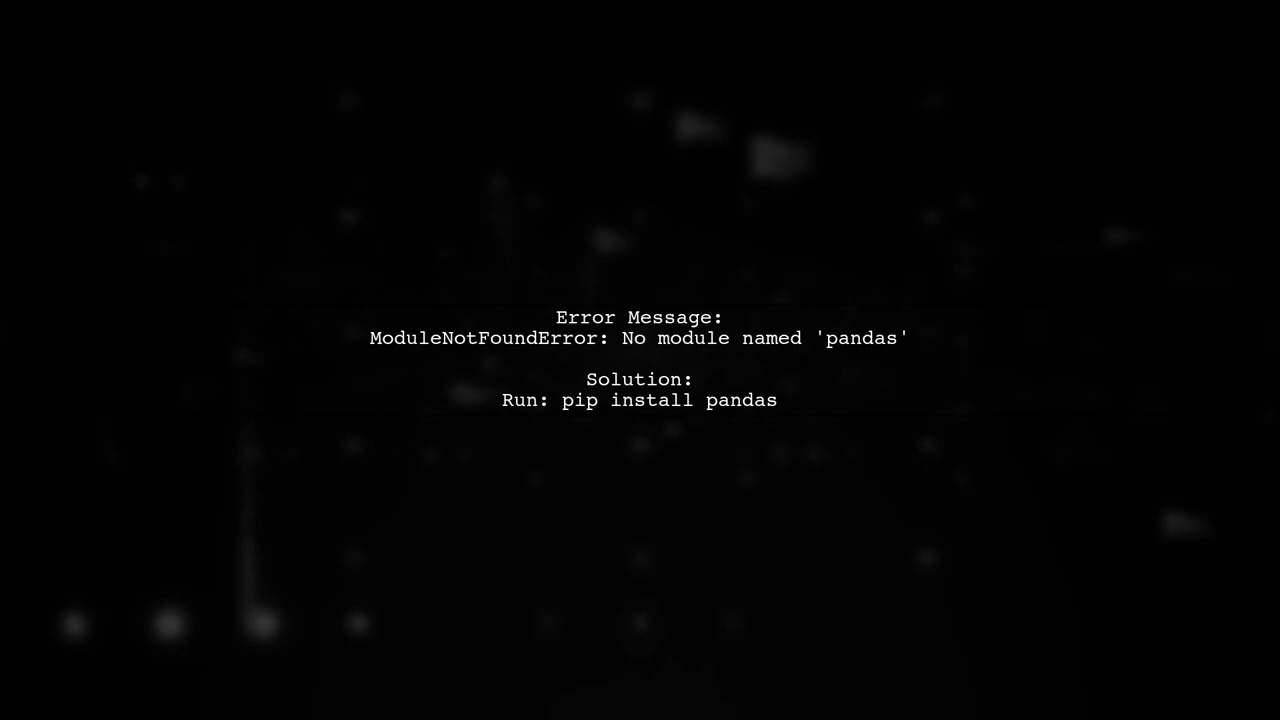 Error Message:
ModuleNotFoundError: No module named 'pandas'
Solution:
Run: pip install pandas